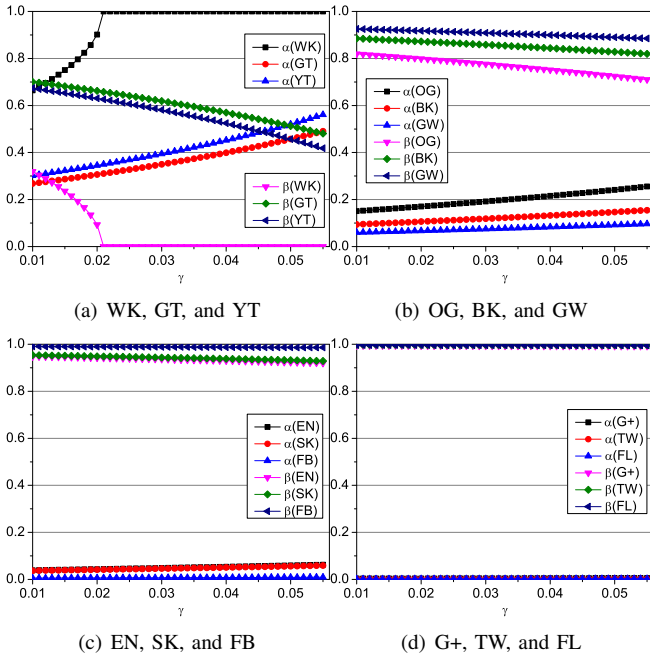 1.0
0.8
0.6
0.4
0.2
0.0
α(WK)
α(GT)
α(YT)
β(WK)
β(GT)
β(YT)
0.01 0.02 0.03 0.04 0.05
γ
(a) WK, GT, and YT
1.0
0.8
0.6
0.4
0.2
0.0
α(OG)
α(BK)
α(GW)
β(OG)
β(BK)
β(GW)
0.01 0.02 0.03 0.04 0.05
γ
(b) OG, BK, and GW
1.0
0.8
0.6
0.4
0.2
0.0
α(EN)
α(SK)
α(FB)
β(EN)
β(SK)
β(FB)
0.01 0.02 0.03 0.04 0.05
γ
(c) EN, SK, and FB
1.0
0.8
0.6
0.4
0.2
0.0
α(G+)
α(TW)
α(FL)
β(G+)
β(TW)
β(FL)
0.01 0.02 0.03 0.04 0.05
γ
(d) G+, TW, and FL